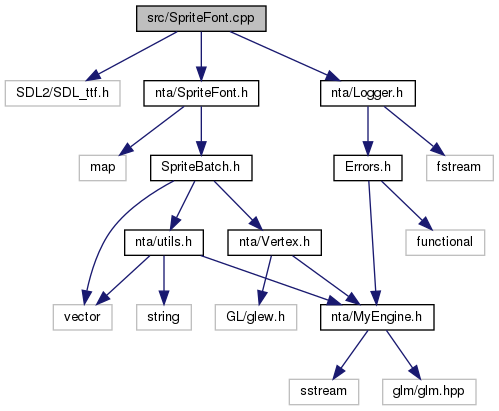 src/SpriteFont.cpp
SDL2/SDL_ttf.h
nta/SpriteFont.h
nta/Logger.h
map
SpriteBatch.h
Errors.h
fstream
nta/utils.h
nta/Vertex.h
functional
vector
string
GL/glew.h
nta/MyEngine.h
sstream
glm/glm.hpp